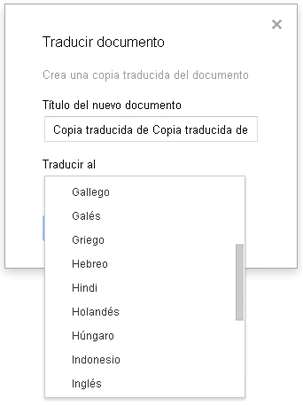 Traducir documento
Crea una copia traducida del documento
Título del nuevo documento
Copia traducida de Copia traducida de
Traducir al
Gallego
Galés
Griego
Hebreo
Hindi
Holandés
Húngaro
Indonesio
Inglés